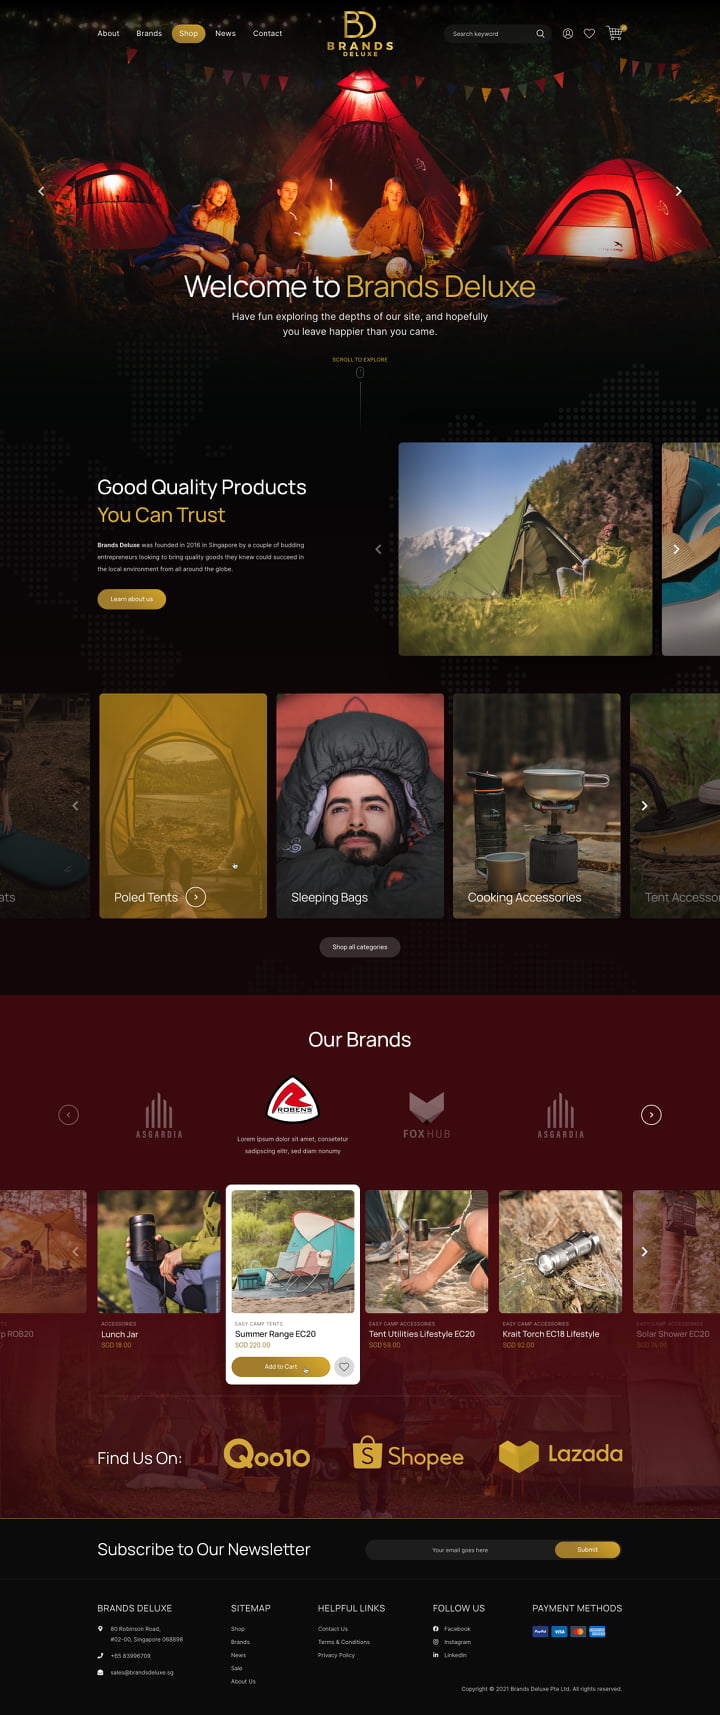 About
Brands
Shop
News
Contact
BD
BRANDS
DELUXE
Search keyword
Welcome to Brands Deluxe
Have fun exploring the depths of our site, and hopefully
you leave happier than you came.
SCROLL TO EXPLORE
Good Quality Products
You Can Trust
Brands Deluxe was founded in 2016 in Singapore by a couple of budding
entrepreneurs looking to bring quality goods they knew could succeed in
the local environment from all around the globe.
Learn about us
ats
Poled Tents
Sleeping Bags
Cooking Accessories
Tent Accessor
Shop all categories
Our Brands
ASGARDIA
ROBENS
Lorem ipsum dolor sit amet, consetetur
sadipscing elitr, sed diam nonumy
FOXHUB
ASGARDIA
p ROB20
ACCESSORIES
Lunch Jar
SGD 18.00
EASY CAMP TENTS
Summer Range EC20
SGD 220.00
Add to Cart
EASY CAMP ACCESSORIES
Tent Utilities Lifestyle EC20
SGD 59.00
EASY CAMP ACCESSORIES
Krait Torch EC18 Lifestyle
SGD 92.00
EASY CAMP ACCESSORIES
Solar Shower EC20
SGD 76.00
Find Us On:
Qoo10
Shopee
Lazada
Subscribe to Our Newsletter
Your email goes here
Submit
BRANDS DELUXE
80 Robinson Road,
#02-00, Singapore 068898
+65 83996709
sales@brandsdeluxe.sg
SITEMAP
Shop
Brands
News
Sale
About Us
HELPFUL LINKS
Contact Us
Terms & Conditions
Privacy Policy
FOLLOW US
Facebook
Instagram
LinkedIn
PAYMENT METHODS
PayPal
VISA
Copyright © 2021 Brands Deluxe Pte Ltd. All rights reserved.